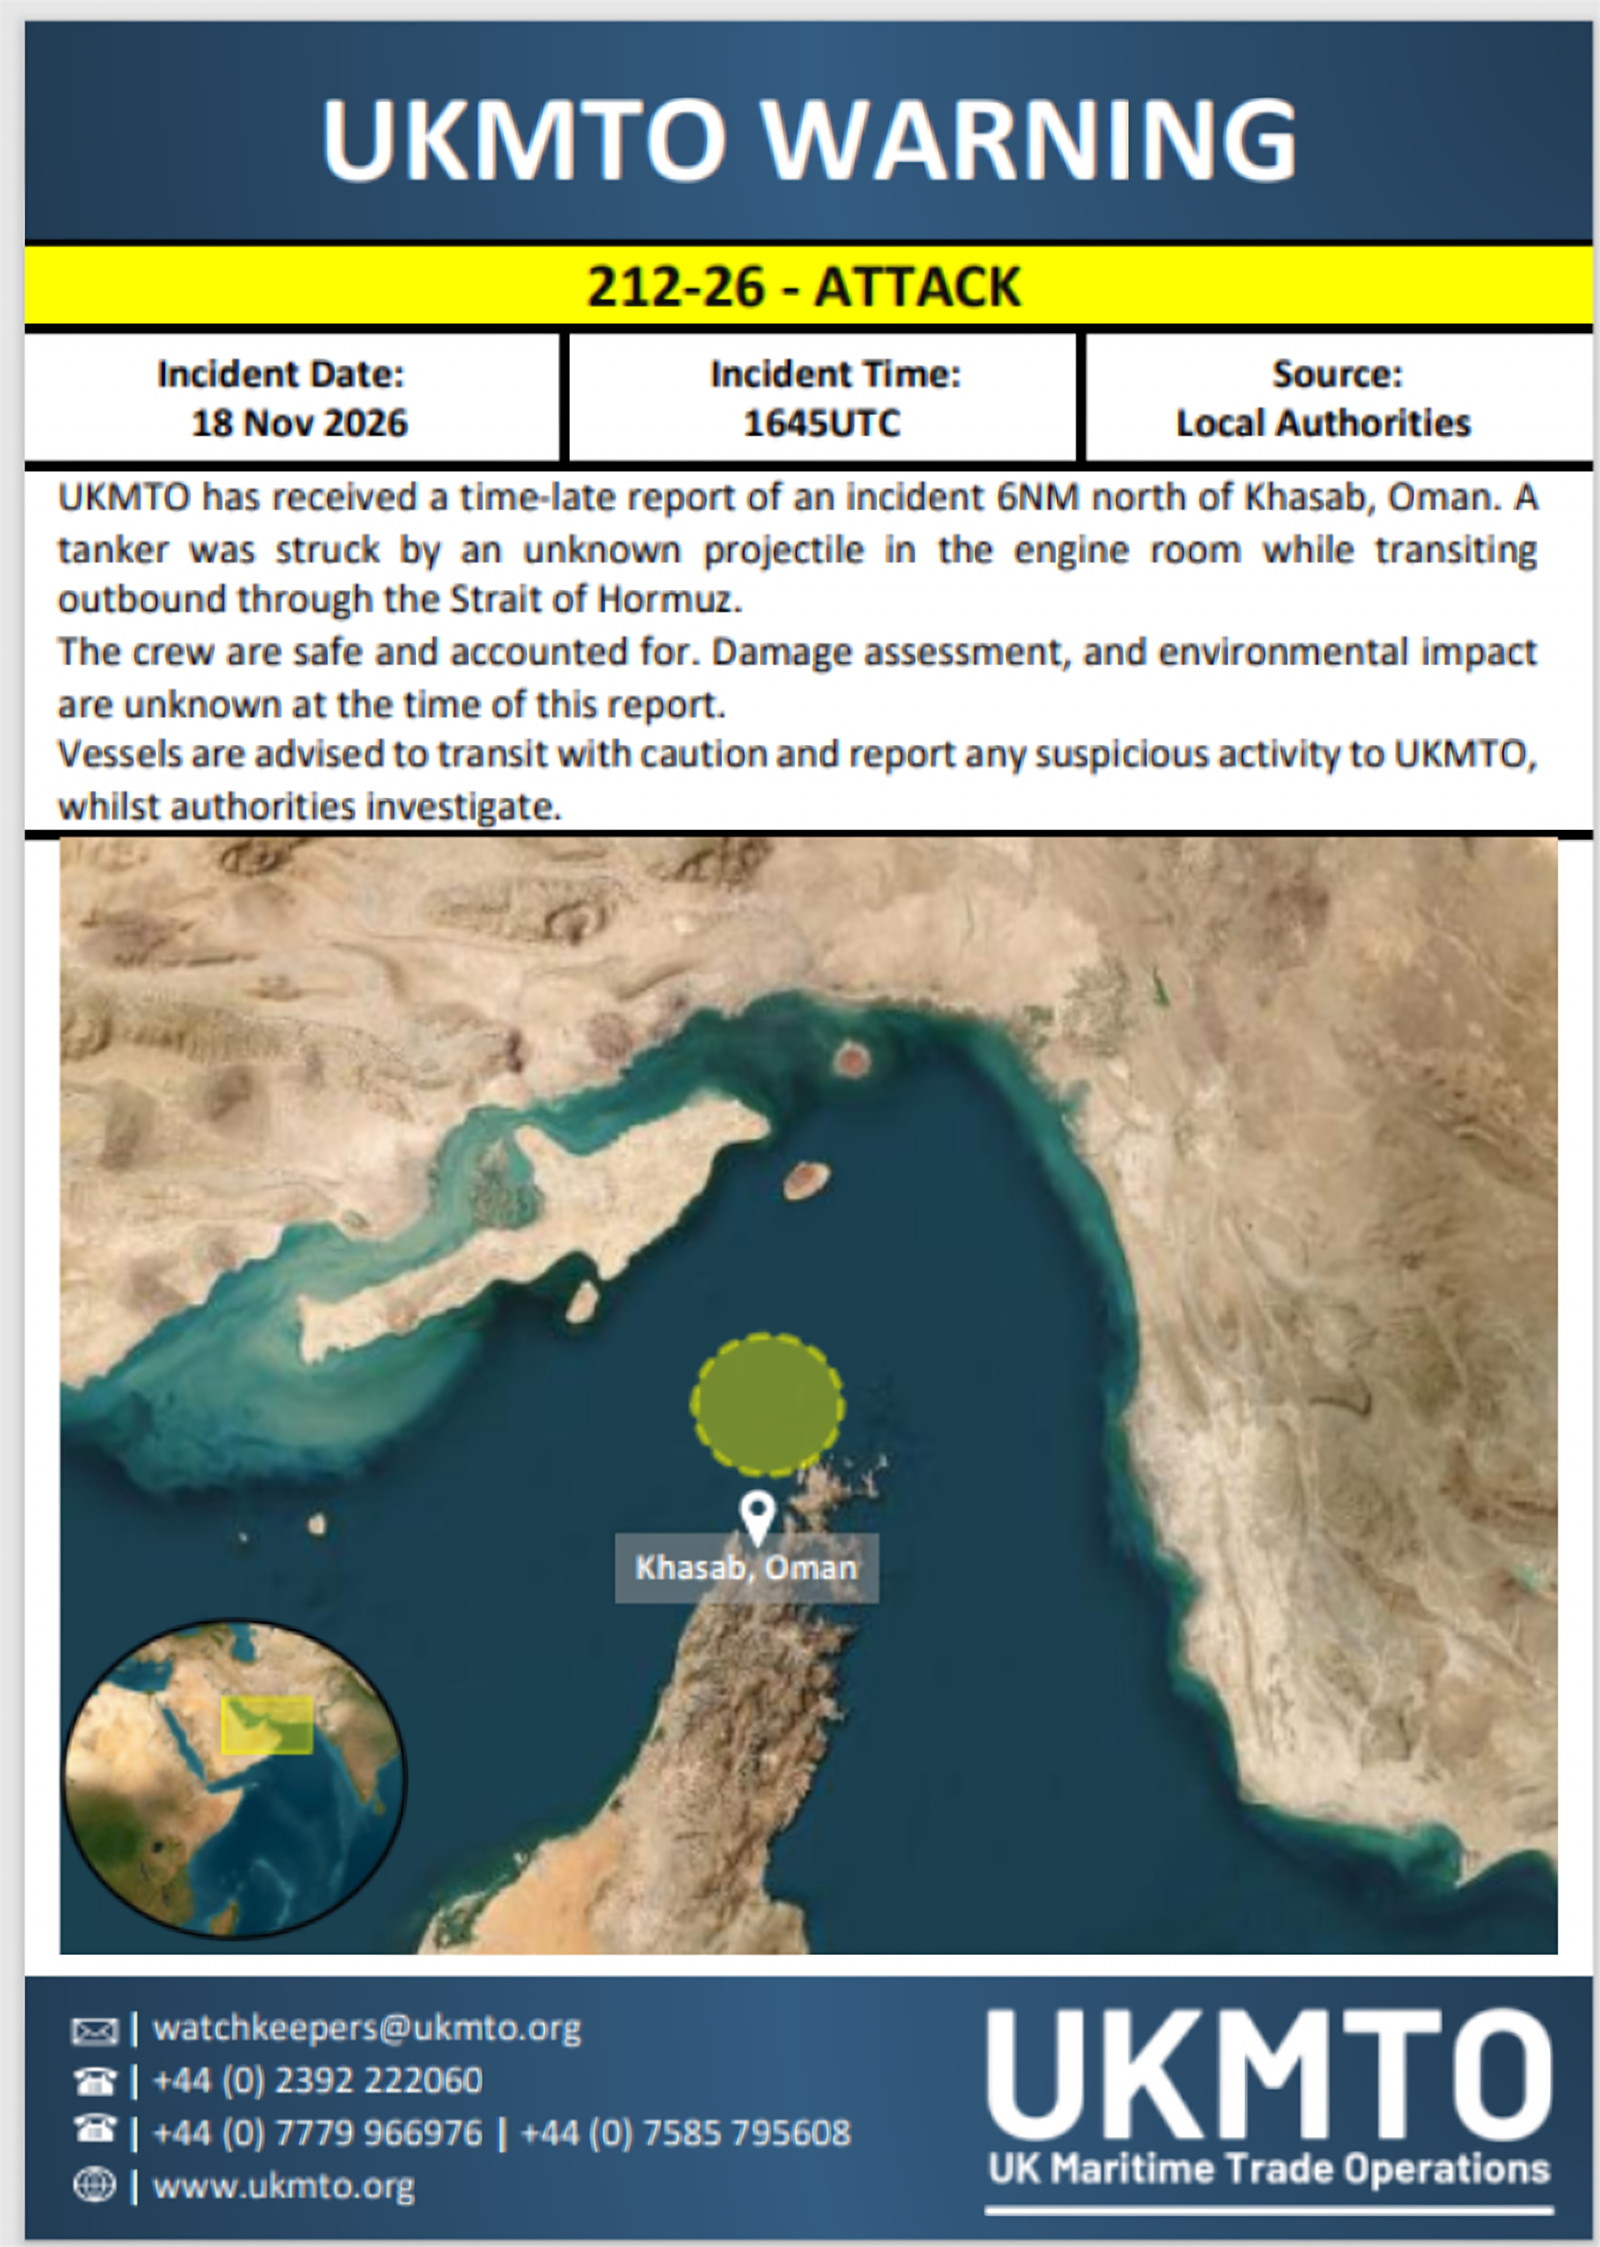 UKMTO WARNING
212-26 - ATTACK
Incident Date:
18 Nov 2026
Incident Time:
1645UTC
Source:
Local Authorities
UKMTO has received a time-late report of an incident 6NM north of Khasab, Oman. A
tanker was struck by an unknown projectile in the engine room while transiting
outbound through the Strait of Hormuz.
The crew are safe and accounted for. Damage assessment, and environmental impact
are unknown at the time of this report.
Vessels are advised to transit with caution and report any suspicious activity to UKMTO,
whilst authorities investigate.
Khasab, Oman
| watchkeepers@ukmto.org
| +44 (0) 2392 222060
| +44 (0) 7779 966976 | +44 (0) 7585 795608
| www.ukmto.org
UKMTO
UK Maritime Trade Operations